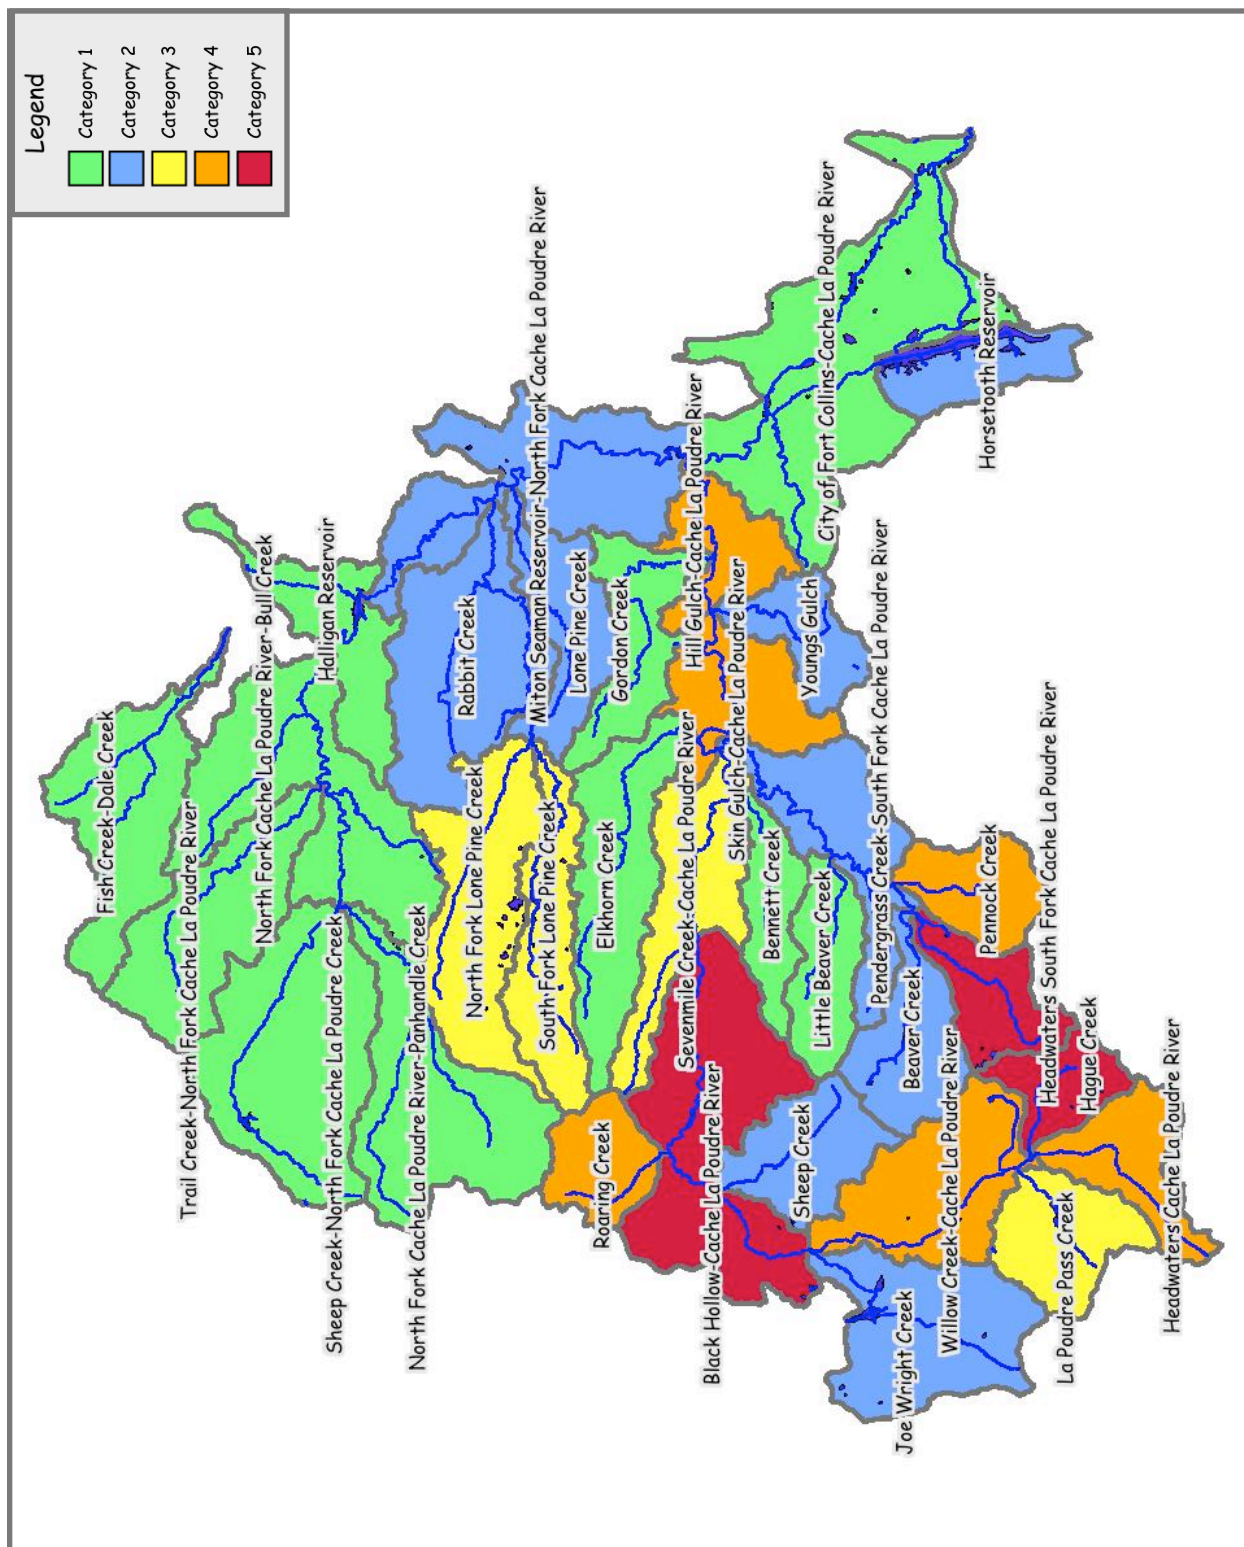 Legend
Category 1
Category 2
Category 3
Category 4
Category 5
Fish Creek-Dale Creek
Trail Creek-North Fork Cache La Poudre River
North Fork Cache La Poudre River-Bull Creek
Halligan Reservoir
Sheep Creek-North Fork Cache La Poudre Creek
North Fork Cache La Poudre River-Panhandle Creek
Rabbit Creek
North Fork Lone Pine Creek
Miton Seaman Reservoir-North Fork Cache La Poudre River
South Fork Lone Pine Creek
Lone Pine Creek
Elkhorn Creek
Roaring Creek
Gordon Creek
Sevenmile Creek-Cache La Poudre River
Hill Gulch-Cache La Poudre River
Black Hollow-Cache La Poudre River
Skin Gulch-Cache La Poudre River
Bennett Creek
Sheep Creek
Youngs Gulch
Little Beaver Creek
City of Fort Collins-Cache La Poudre River
Pendergrass Creek-South Fork Cache La Poudre River
Joe Wright Creek
Beaver Creek
Willow Creek-Cache La Poudre River
Pennock Creek
Horsetooth Reservoir
Headwaters South Fork Cache La Poudre River
La Poudre Pass Creek
Hague Creek
Headwaters Cache La Poudre River